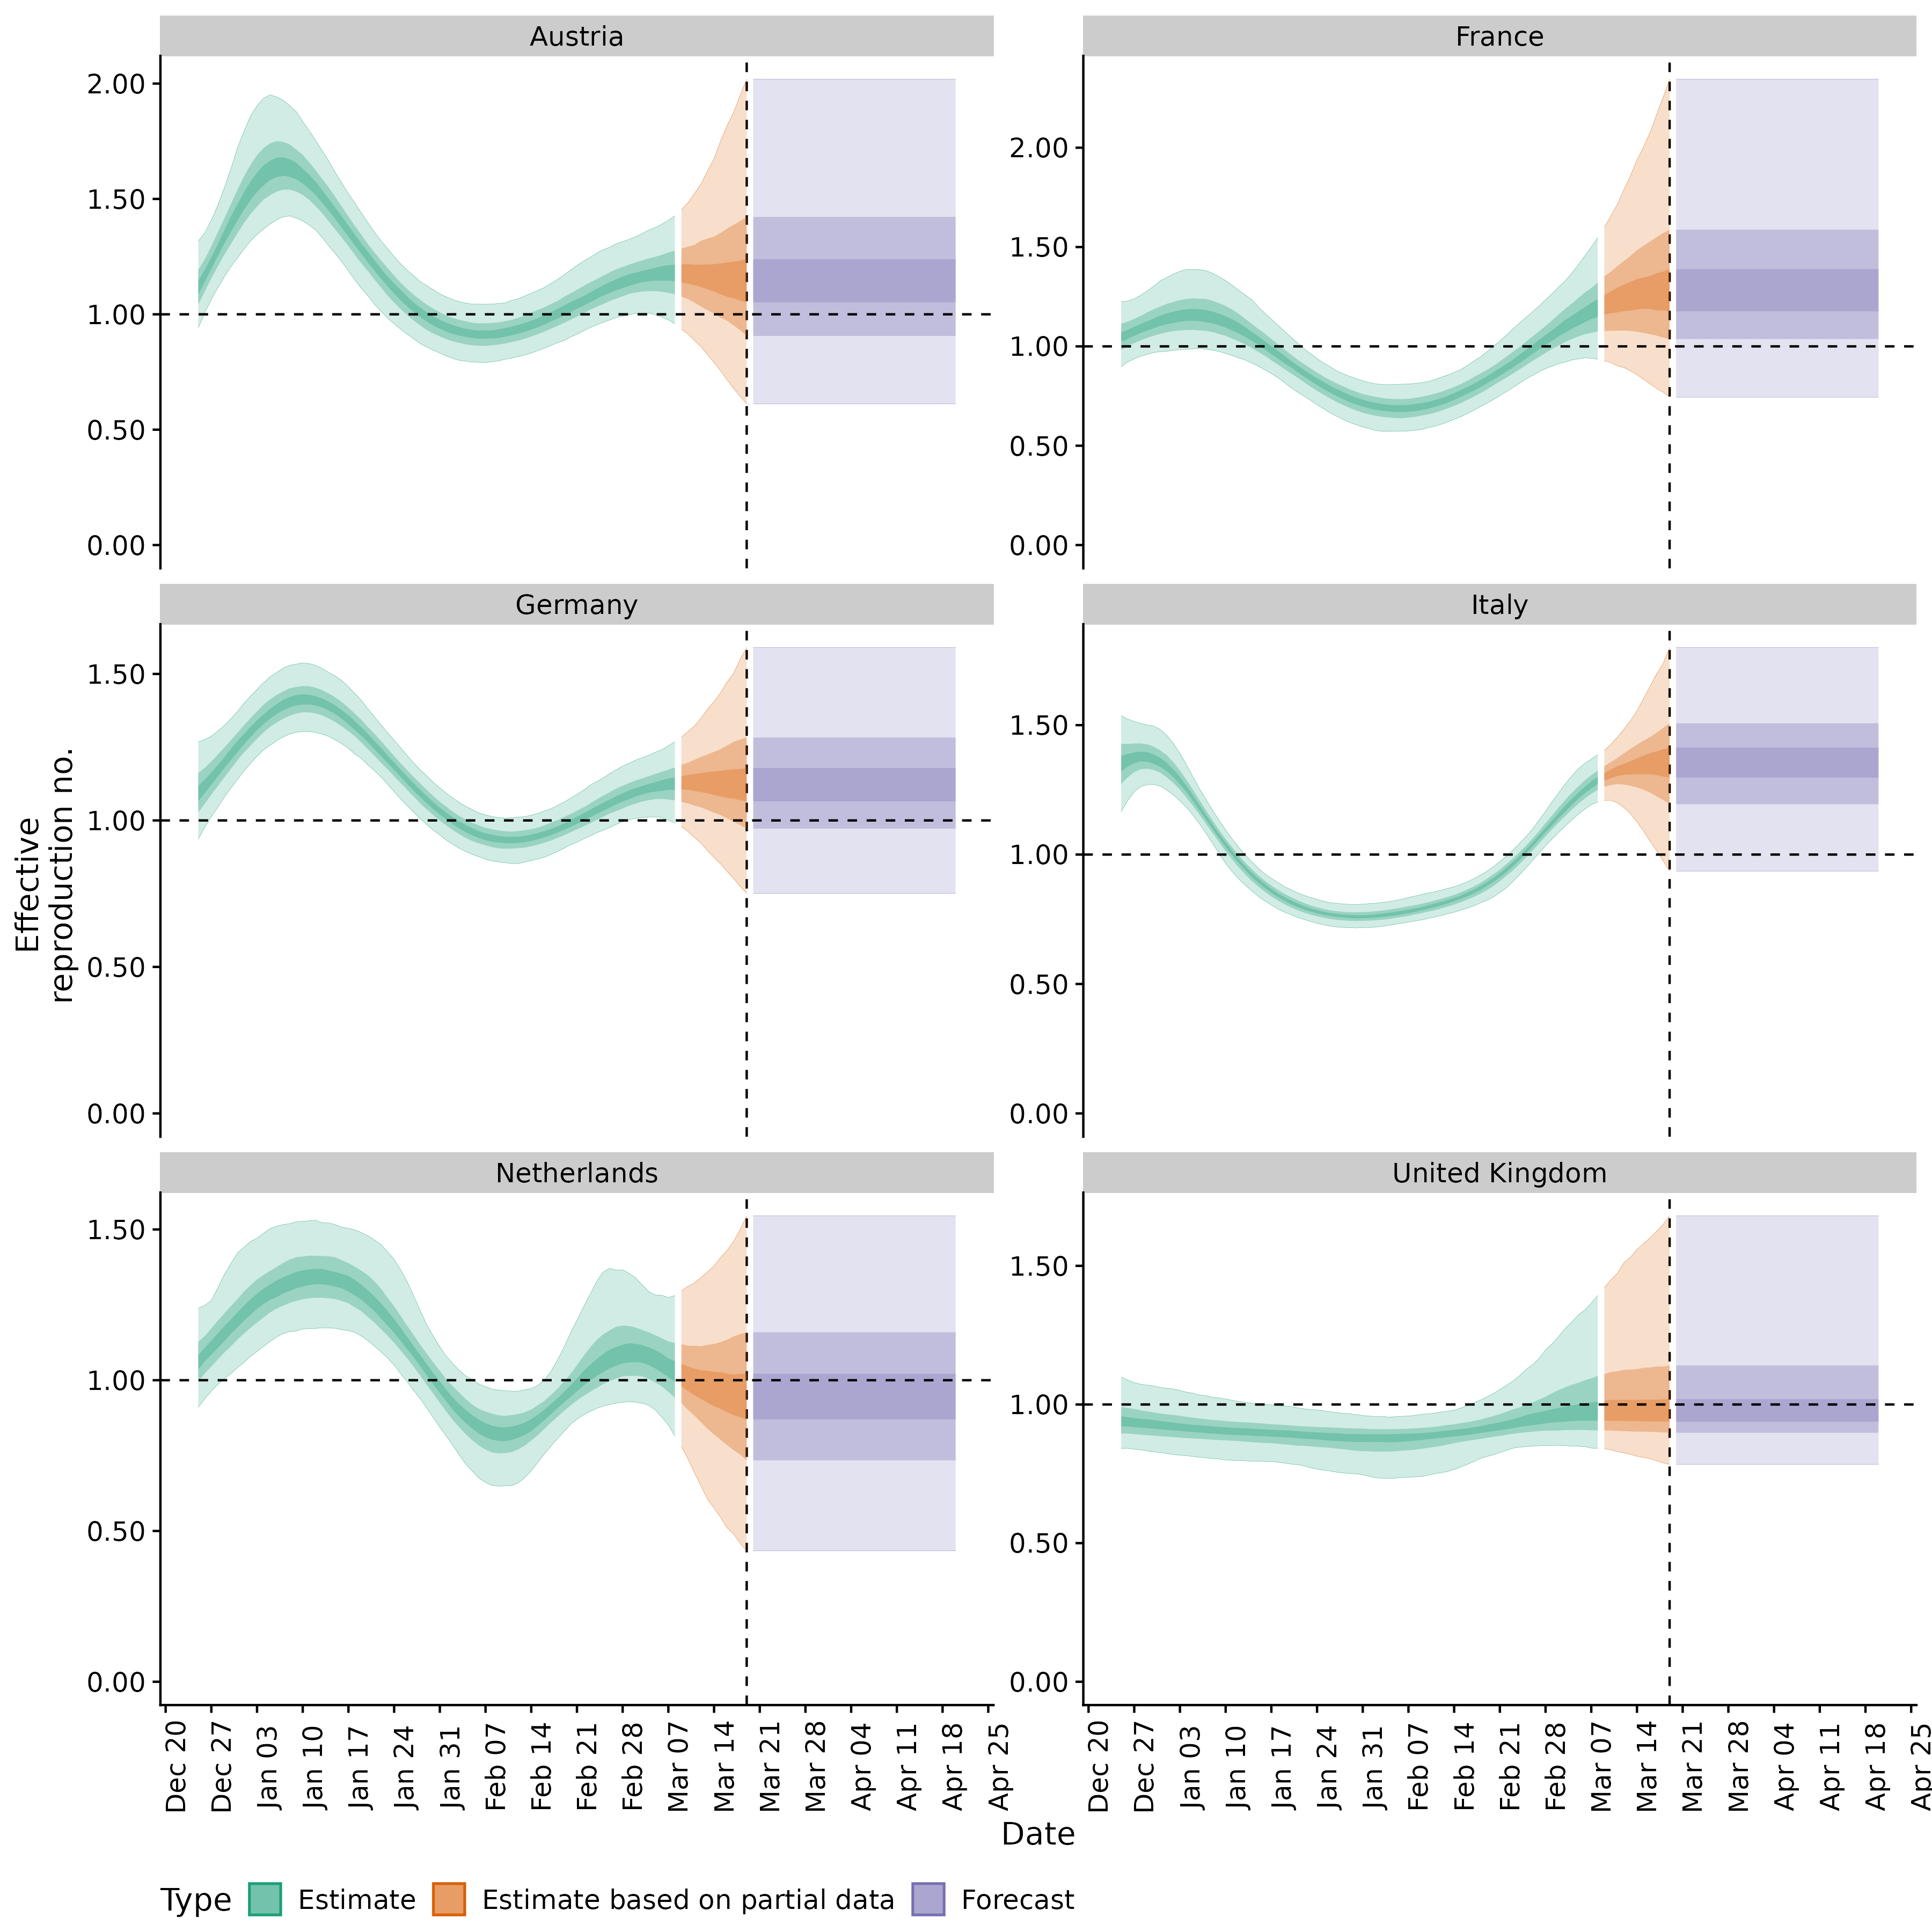 Austria
France
2.00
1.50
1.00
0.50
0.00
2.00
1.50
1.00
0.50
0.00
Germany
Italy
1.50
1.00
0.50
0.00
1.50
1.00
0.50
0.00
Netherlands
United Kingdom
1.50
1.00
0.50
0.00
1.50
1.00
0.50
0.00
Effective
reproduction no.
Dec 20
Dec 27
Jan 03
Jan 10
Jan 17
Jan 24
Jan 31
Feb 07
Feb 14
Feb 21
Feb 28
Mar 07
Mar 14
Mar 21
Mar 28
Apr 04
Apr 11
Apr 18
Apr 25
Dec 20
Dec 27
Jan 03
Jan 10
Jan 17
Jan 24
Jan 31
Feb 07
Feb 14
Feb 21
Feb 28
Mar 07
Mar 14
Mar 21
Mar 28
Apr 04
Apr 11
Apr 18
Apr 25
Date
Type Estimate Estimate based on partial data Forecast